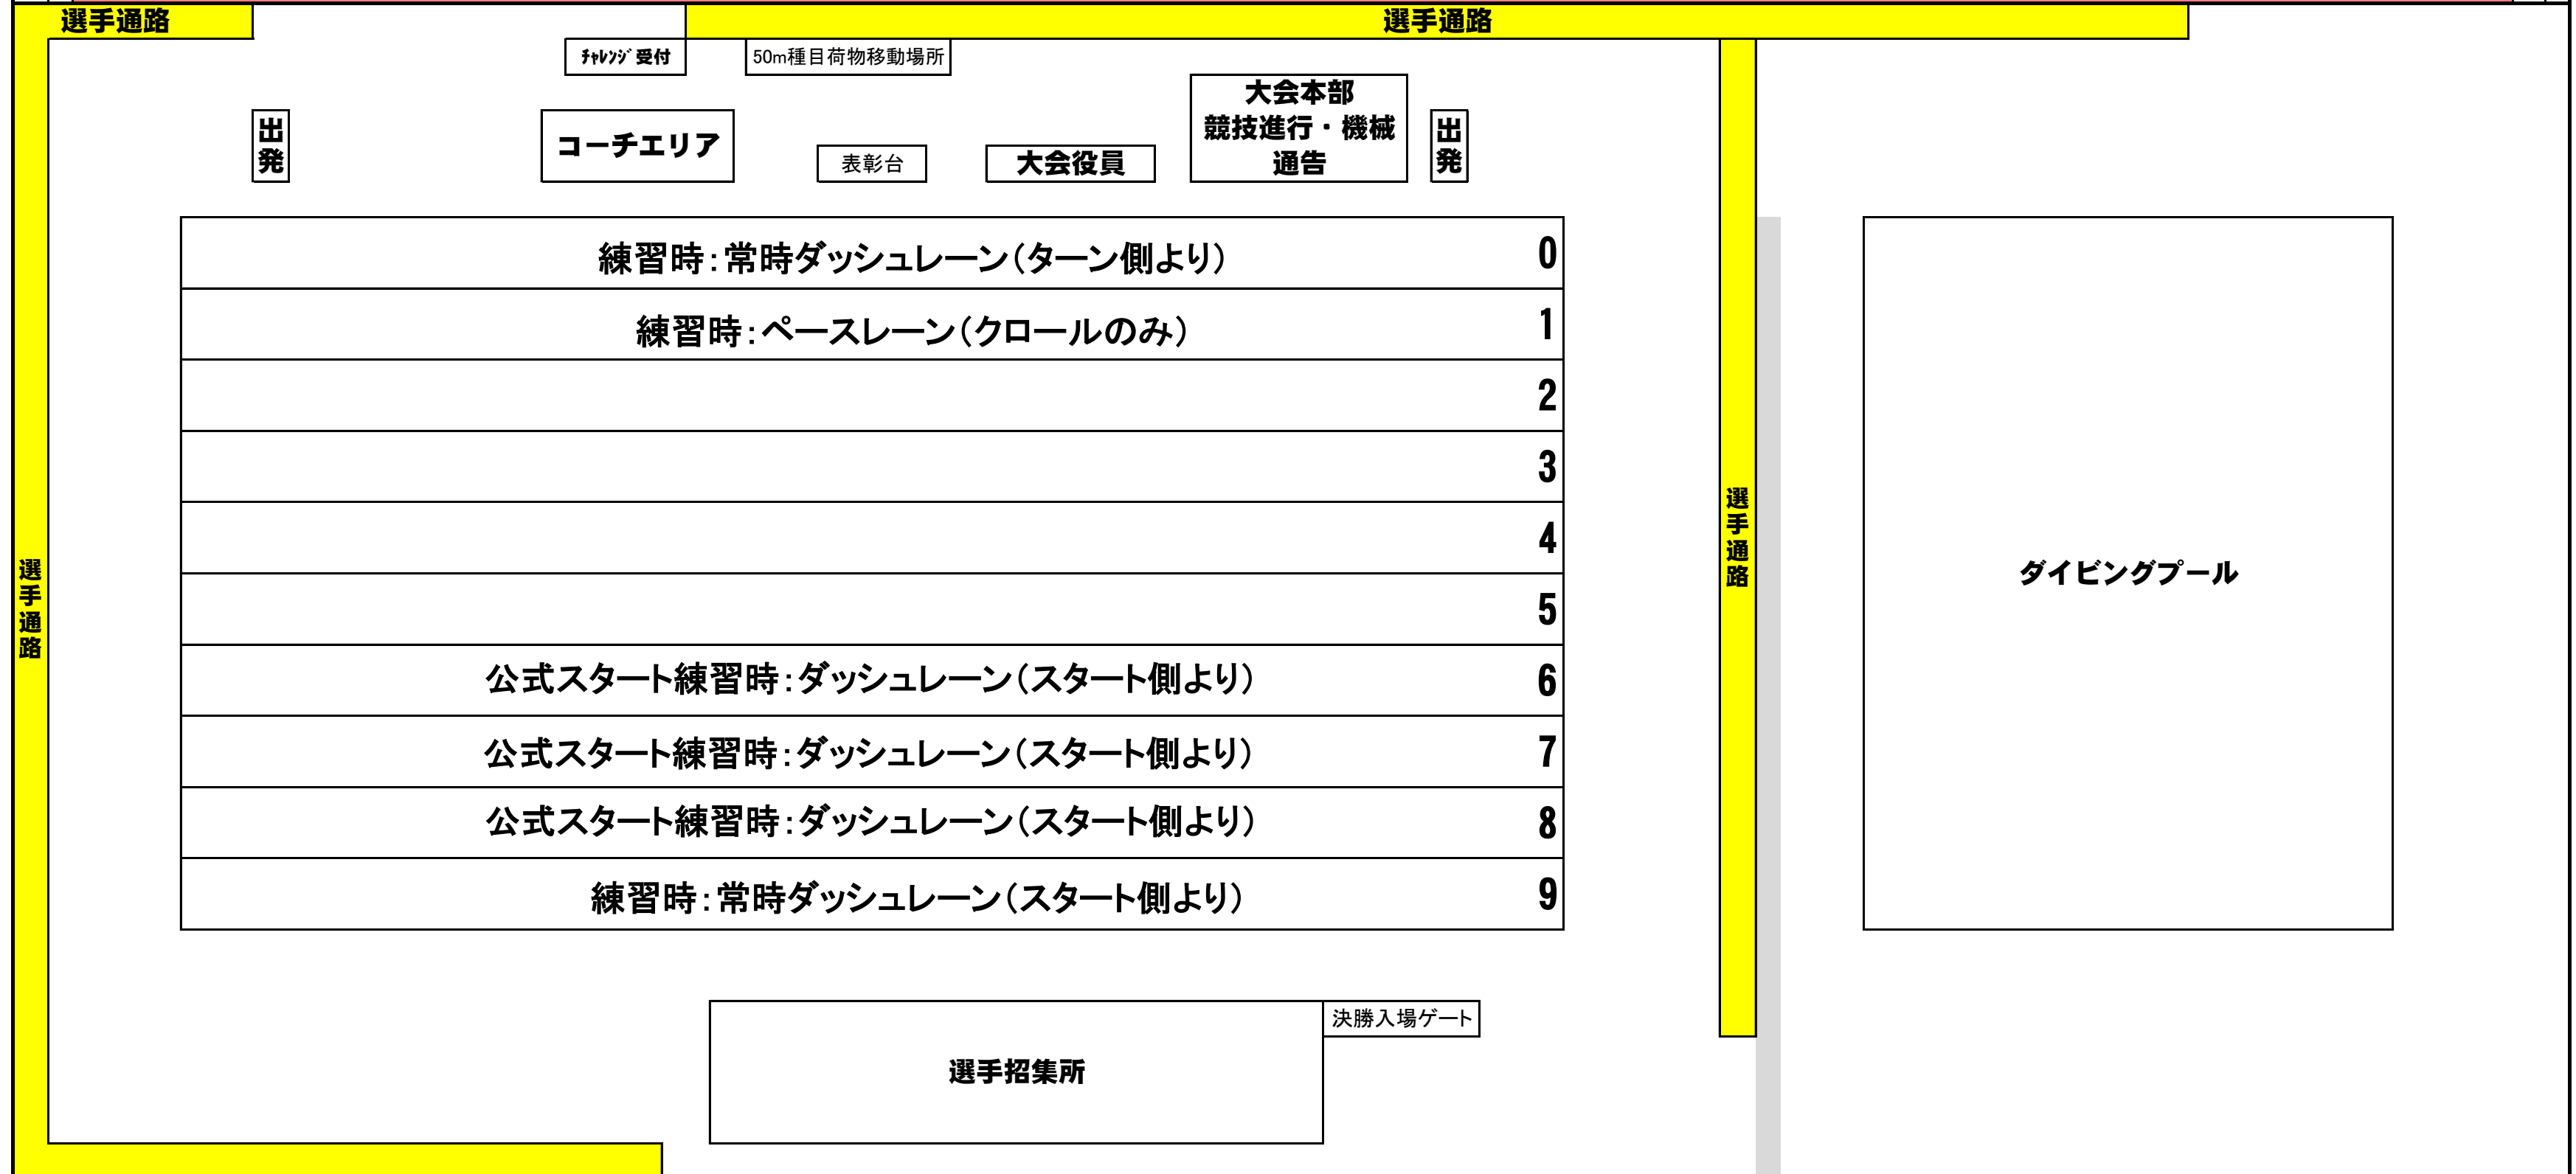 選手通路
選手通路
ﾁｬﾚﾝｼﾞ受付
50m種目荷物移動場所
出発
コーチエリア
表彰台
大会役員
大会本部
競技進行・機械
通告
出発
練習時：常時ダッシュレーン（ターン側より）
0
練習時：ペースレーン（クロールのみ）
1
2
3
4
5
公式スタート練習時：ダッシュレーン（スタート側より）
6
公式スタート練習時：ダッシュレーン（スタート側より）
7
公式スタート練習時：ダッシュレーン（スタート側より）
8
練習時：常時ダッシュレーン（スタート側より）
9
選手通路
選手通路
ダイビングプール
決勝入場ゲート
選手招集所